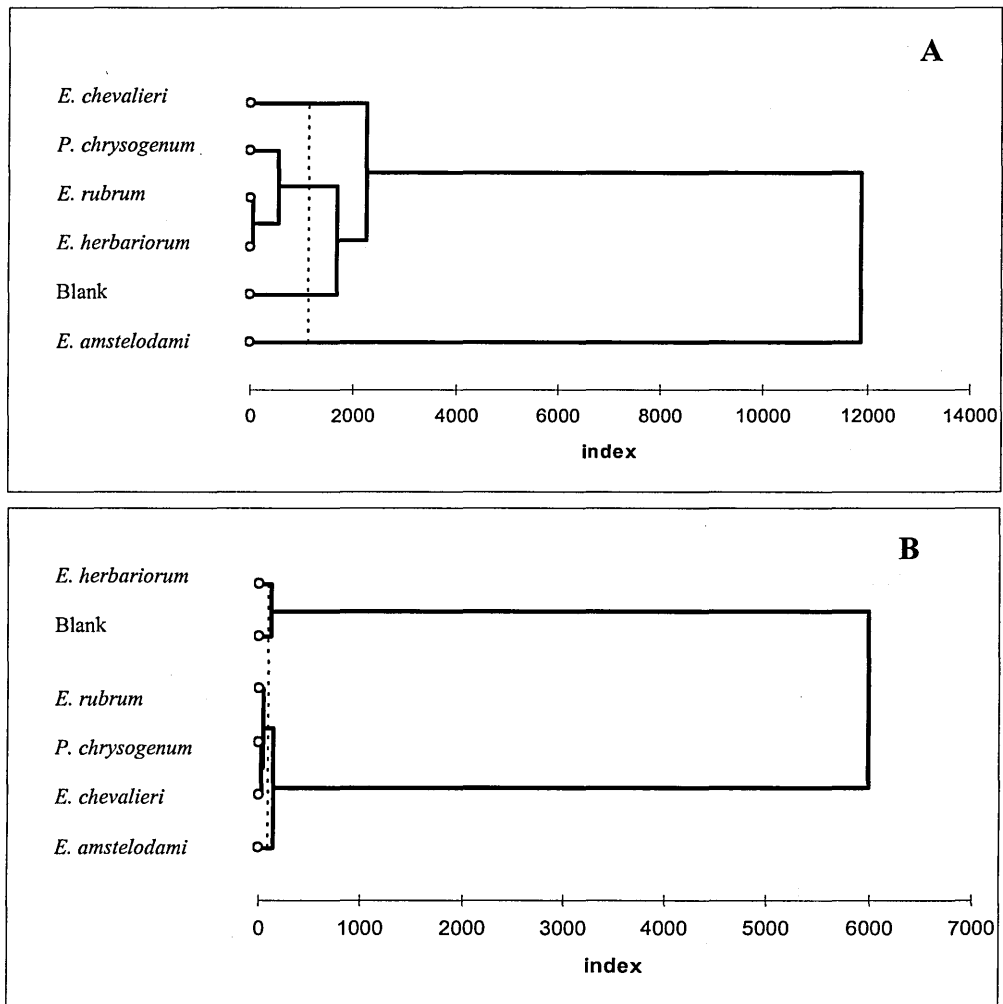 A
E. chevalieri
P. chrysogenum
E. rubrum
E. herbariorum
Blank
E. amstelodami
0 2000 4000 6000 8000 10000 12000 14000
index
B
E. herbariorum
Blank
E. rubrum
P. chrysogenum
E. chevalieri
E. amstelodami
0 1000 2000 3000 4000 5000 6000 7000
index